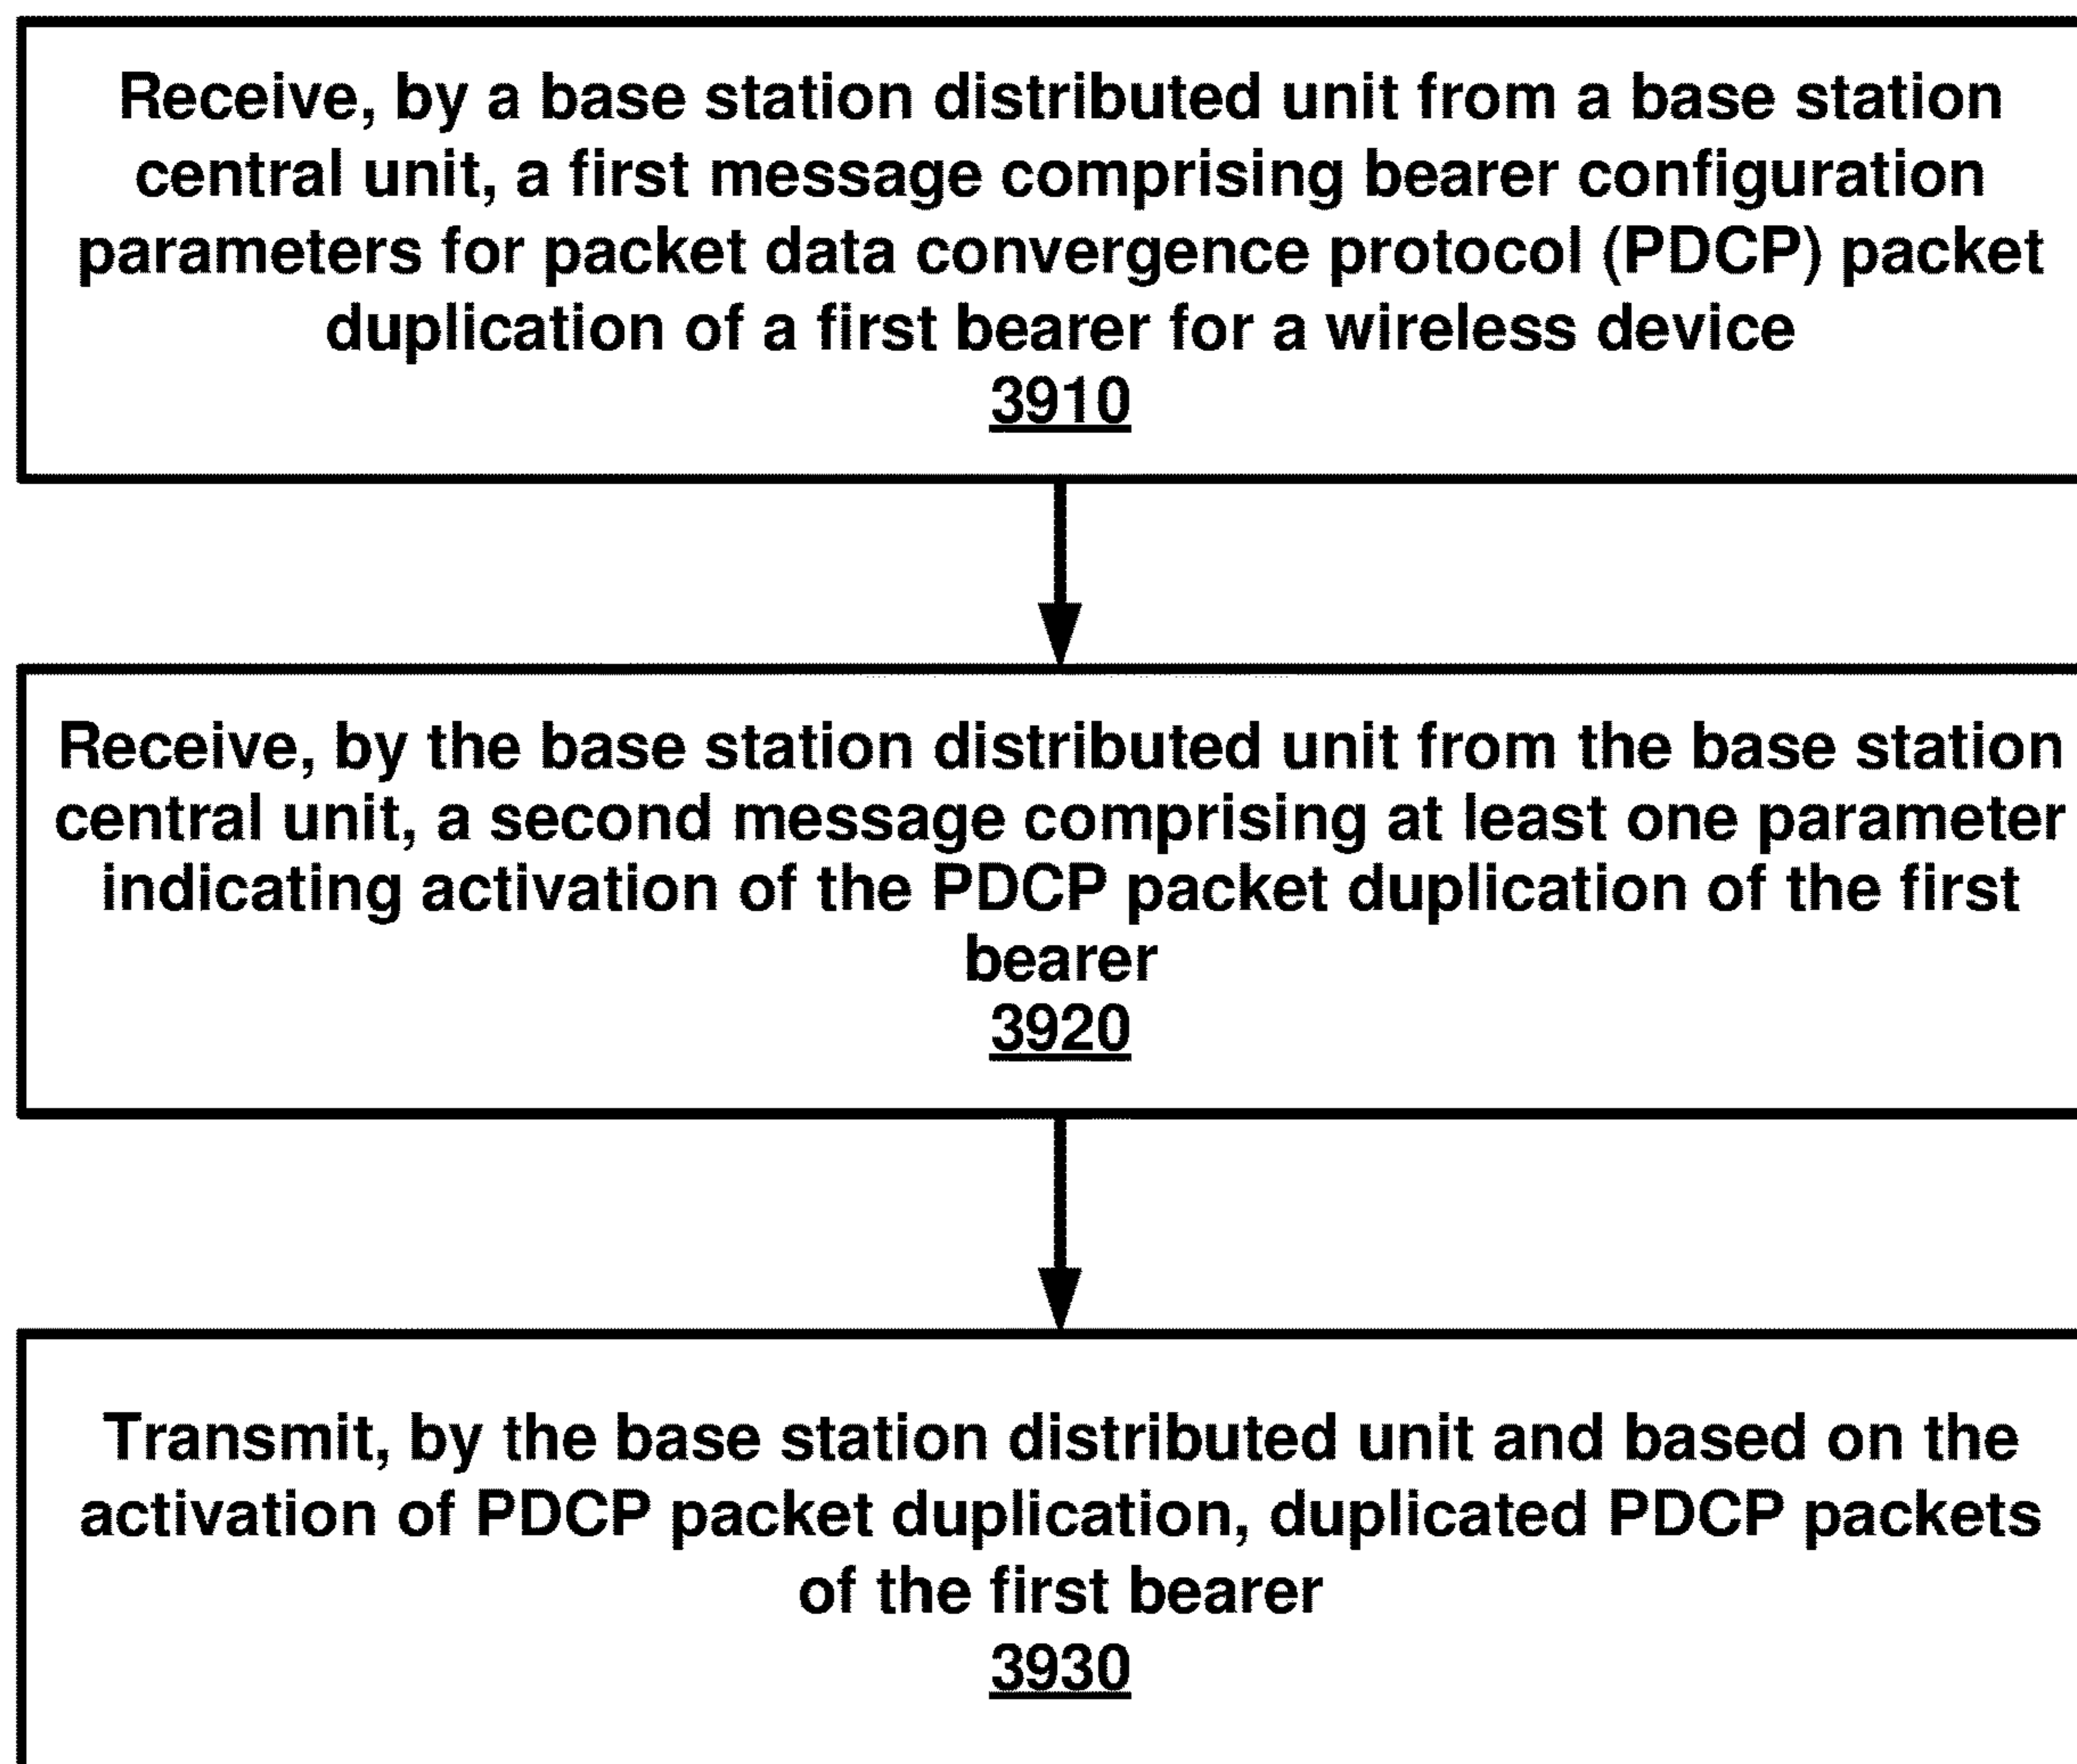 Receive, by a base station distributed unit from a base station
central unit, a first message comprising bearer configuration
parameters for packet data convergence protocol (PDCP) packet
duplication of a first bearer for a wireless device
3910
Receive, by the base station distributed unit from the base station
central unit, a second message comprising at least one parameter
indicating activation of the PDCP packet duplication of the first
bearer
3920
Transmit, by the base station distributed unit and based on the
activation of PDCP packet duplication, duplicated PDCP packets
of the first bearer
3930